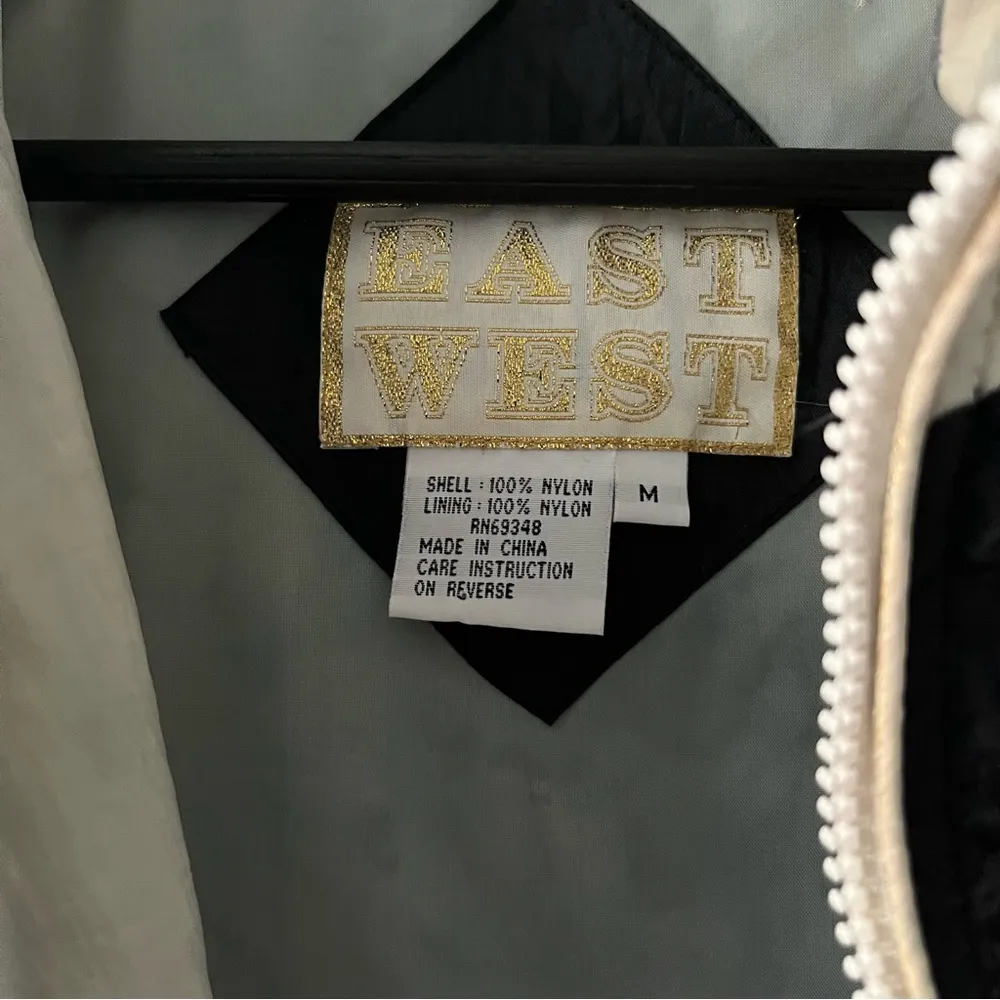 EAST
WEST
SHELL : 100% NYLON
LINING : 100% NYLON
RN69348
MADE IN CHINA
CARE INSTRUCTION
ON REVERSE
M